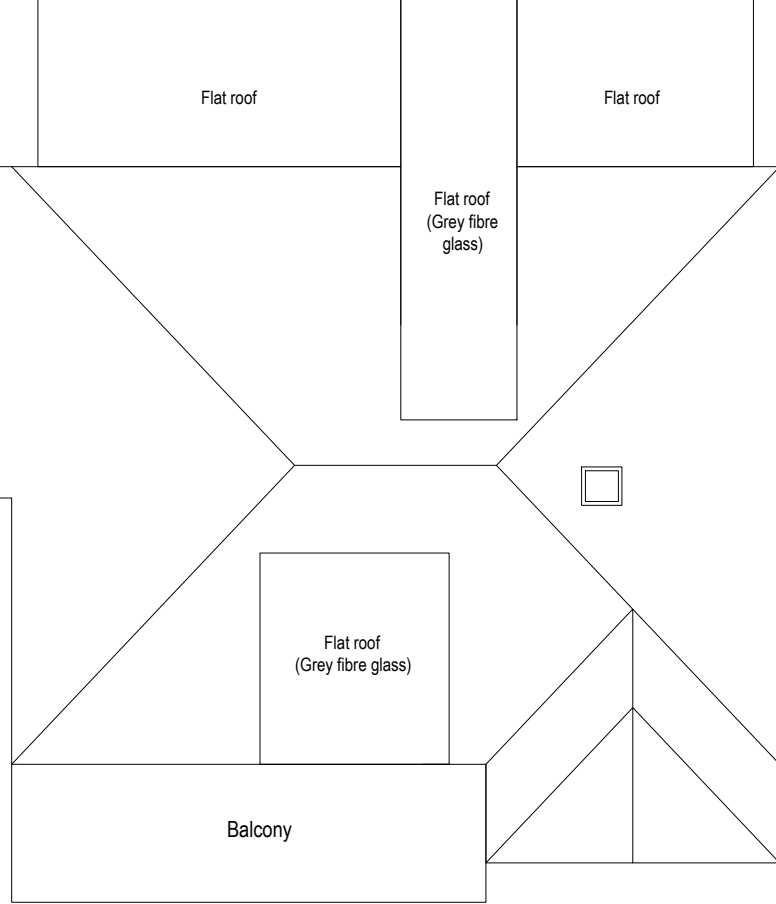 Flat roof
Flat roof
Flat roof
(Grey fibre
glass)
Flat roof
(Grey fibre glass)
Balcony